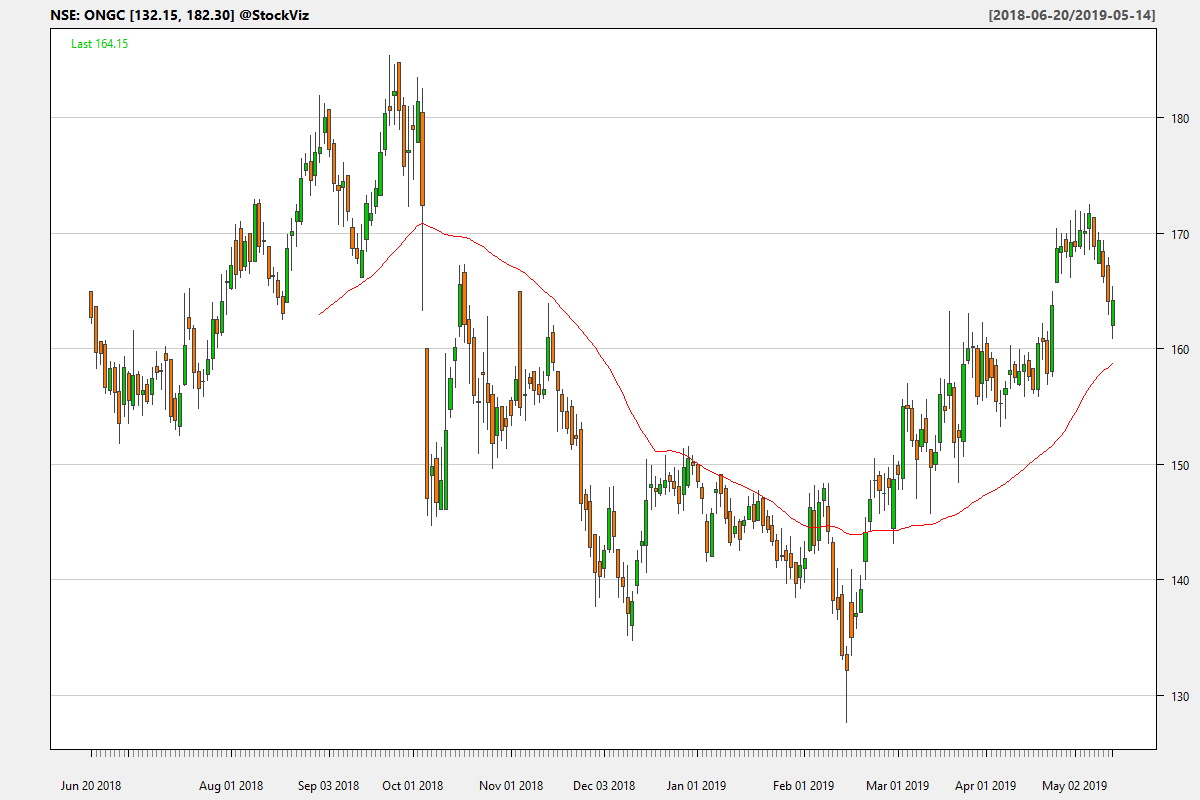 NSE: ONGC [132.15, 182.30] @StockViz
[2018-06-20/2019-05-14]
Last 164.15
180
170
160
150
140
130
Jun 20 2018 Aug 01 2018 Sep 03 2018 Oct 01 2018 Nov 01 2018 Dec 03 2018 Jan 01 2019 Feb 01 2019 Mar 01 2019 Apr 01 2019 May 02 2019